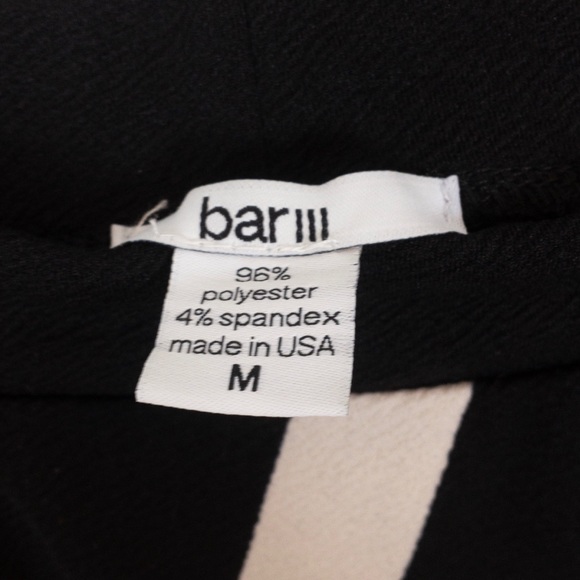 bar III
96%
polyester
4% spandex
made in USA
M